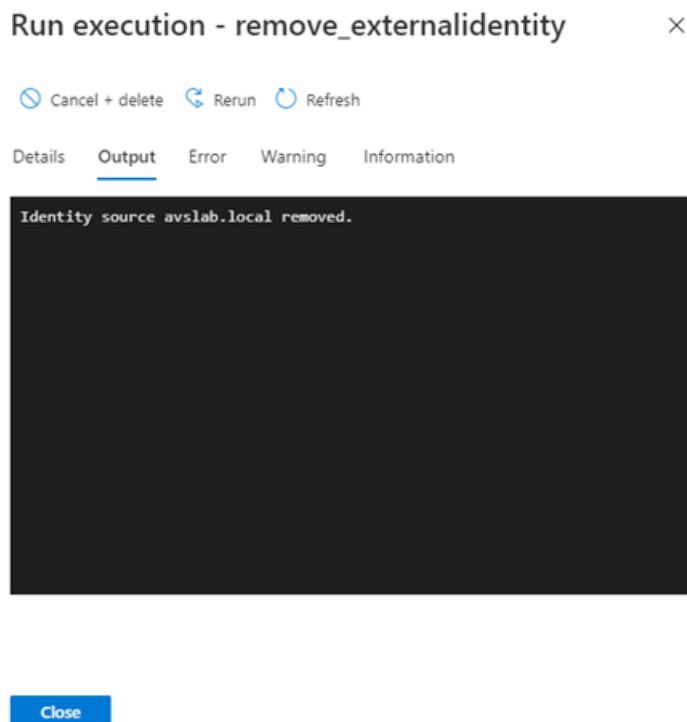 Run execution - remove_externalidentity
Cancel + delete Rerun Refresh
Details Output Error Warning Information
Identity source avslab.local removed.
Close